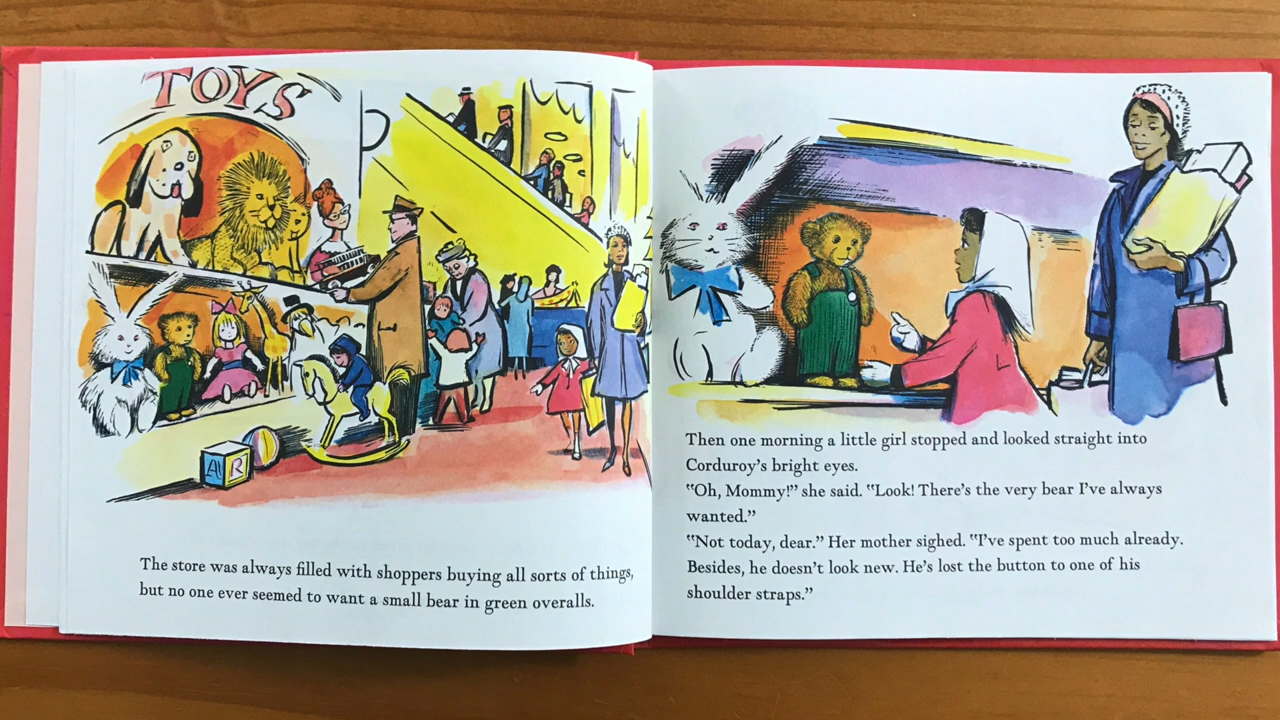 TOYS
A R
The store was always filled with shoppers buying all sorts of things,
but no one ever seemed to want a small bear in green overalls.
Then one morning a little girl stopped and looked straight into
Corduroy’s bright eyes.
“Oh, Mommy!” she said. “Look! There’s the very bear I’ve always
wanted.”
“Not today, dear.” Her mother sighed. “I’ve spent too much already.
Besides, he doesn’t look new. He’s lost the button to one of his
shoulder straps.”